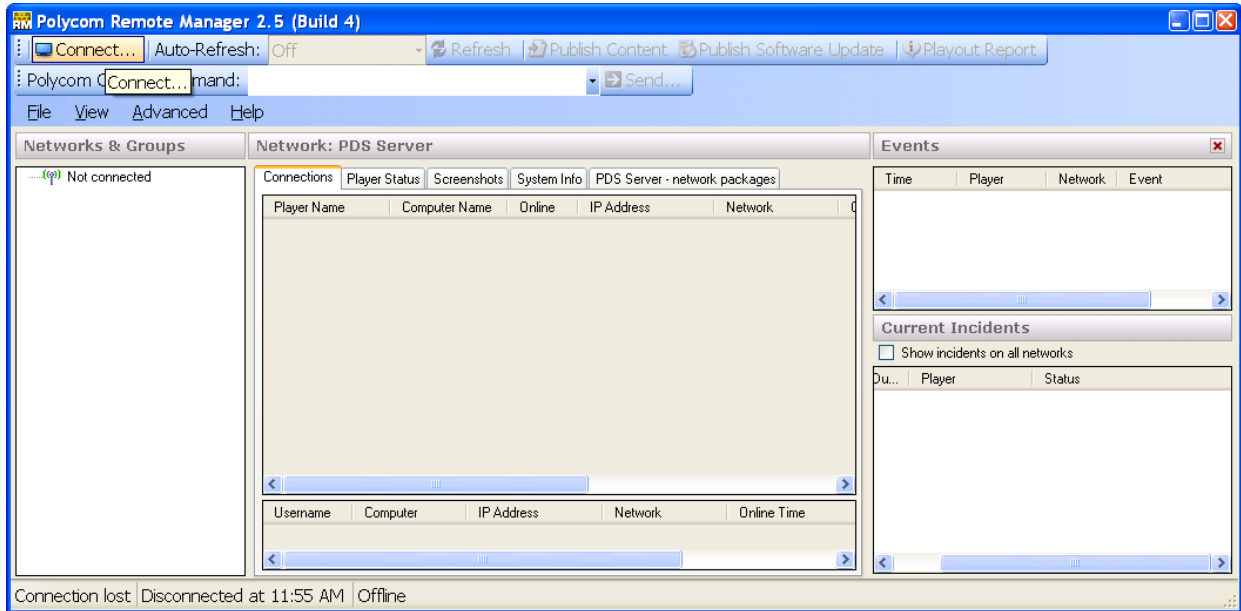 RM Polycom Remote Manager 2.5 (Build 4)
Connect... Auto-Refresh: Off Refresh Publish Content Publish Software Update Playout Report
Polycom C mand: Send...
Connect...
File View Advanced Help
Networks & Groups
Not connected
Network: PDS Server
Connections Player Status Screenshots System Info PDS Server - network packages
Player Name Computer Name Online IP Address Network
Username Computer IP Address Network Online Time
Events
Time Player Network Event
Current Incidents
Show incidents on all networks
Du... Player Status
Connection lost Disconnected at 11:55 AM Offline